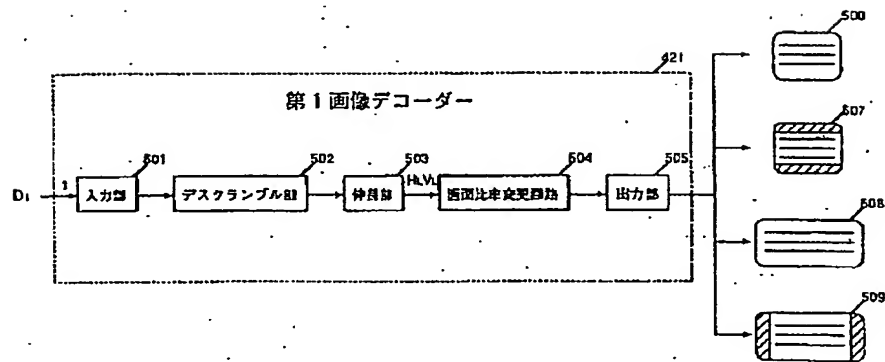 500
421
第1画像デコーダー
507
501
502
503
504
505
D1
1
入力部
デスクランブル部
伸長部
HLVL
画面比率変更回路
出力部
508
509